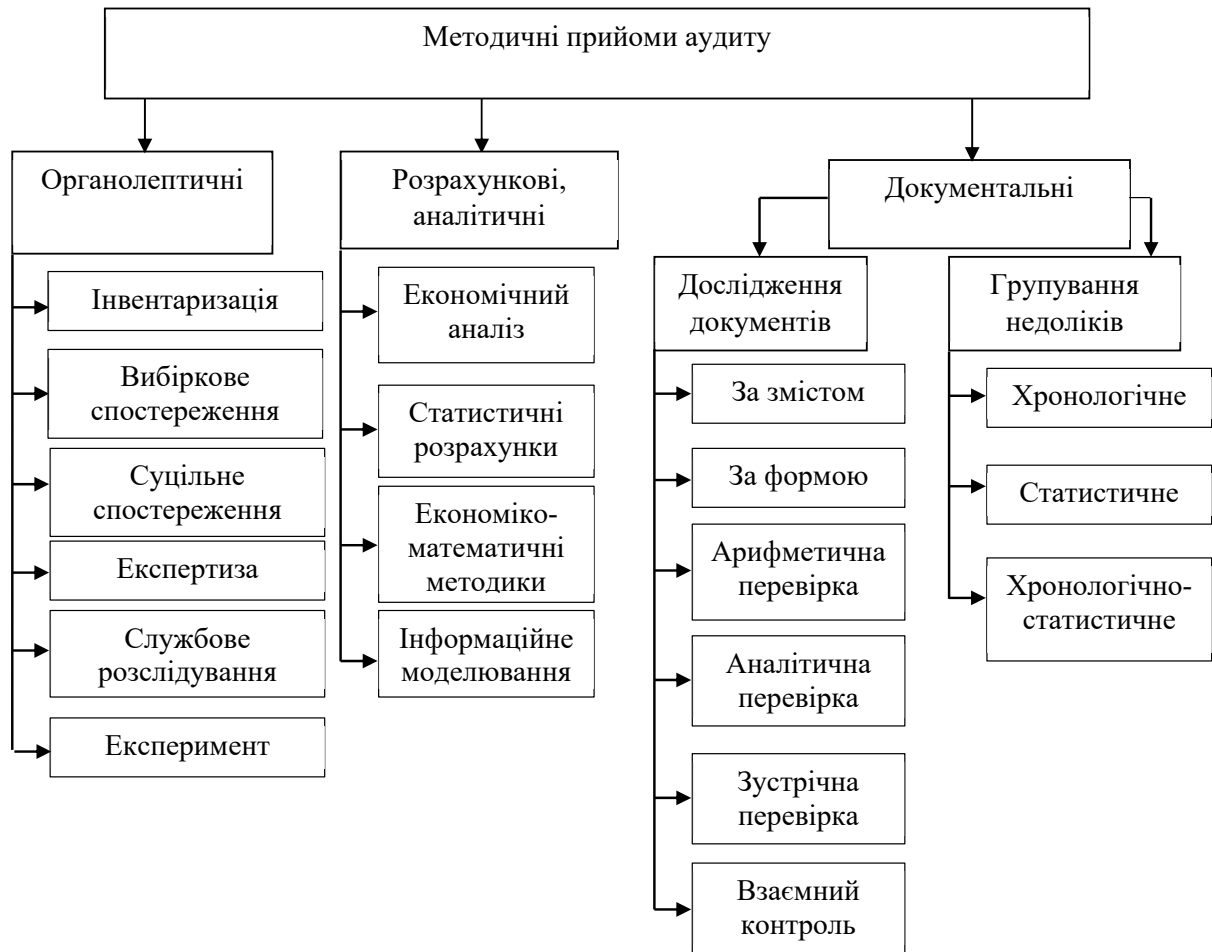 Методичні прийоми аудиту
Органолептичні
Розрахункові,
аналітичні
Документальні
Інвентаризація
Вибіркове
спостереження
Суцільне
спостереження
Експертиза
Службове
розслідування
Експеримент
Економічний
аналіз
Статистичні
розрахунки
Економіко-
математичні
методики
Інформаційне
моделювання
Дослідження
документів
За змістом
За формою
Арифметична
перевірка
Аналітична
перевірка
Зустрічна
перевірка
Взаємний
контроль
Групування
недоліків
Хронологічне
Статистичне
Хронологічно-
статистичне